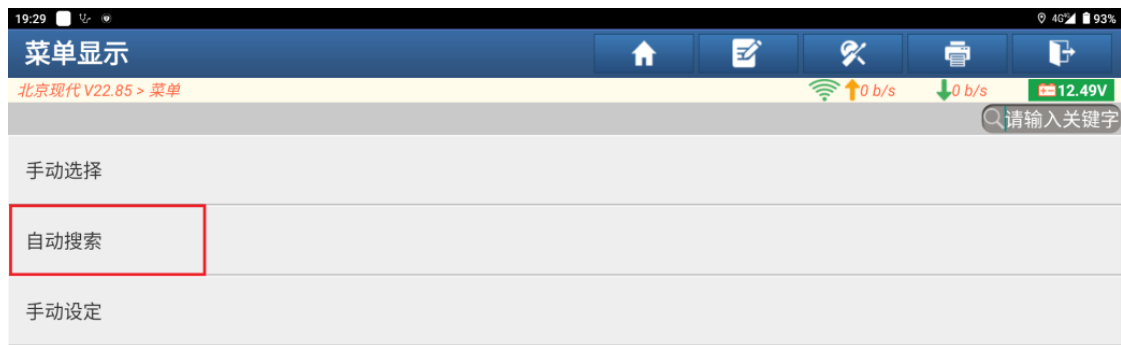 19:29 4G 93%
菜单显示
北京现代 V22.85 > 菜单 0 b/s 0 b/s 12.49V
请输入关键字
手动选择
自动搜索
手动设定